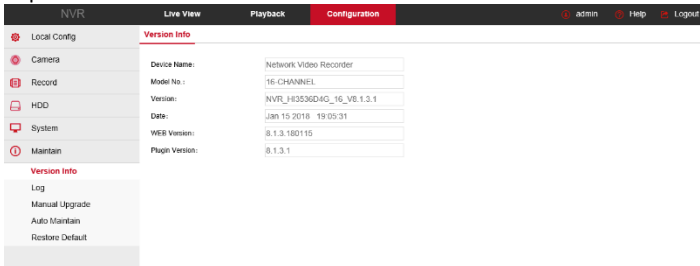 NVR Live View Playback Configuration admin Help Logout
Local Config
Camera
Record
HDD
System
Maintain
Version Info
Log
Manual Upgrade
Auto Maintain
Restore Default
Version Info
Device Name: Network Video Recorder
Model No.: 16-CHANNEL
Version: NVR_HI3536D4G_16_V8.1.3.1
Date: Jan 15 2018 19:05:31
WEB Version: 8.1.3.180115
Plugin Version: 8.1.3.1